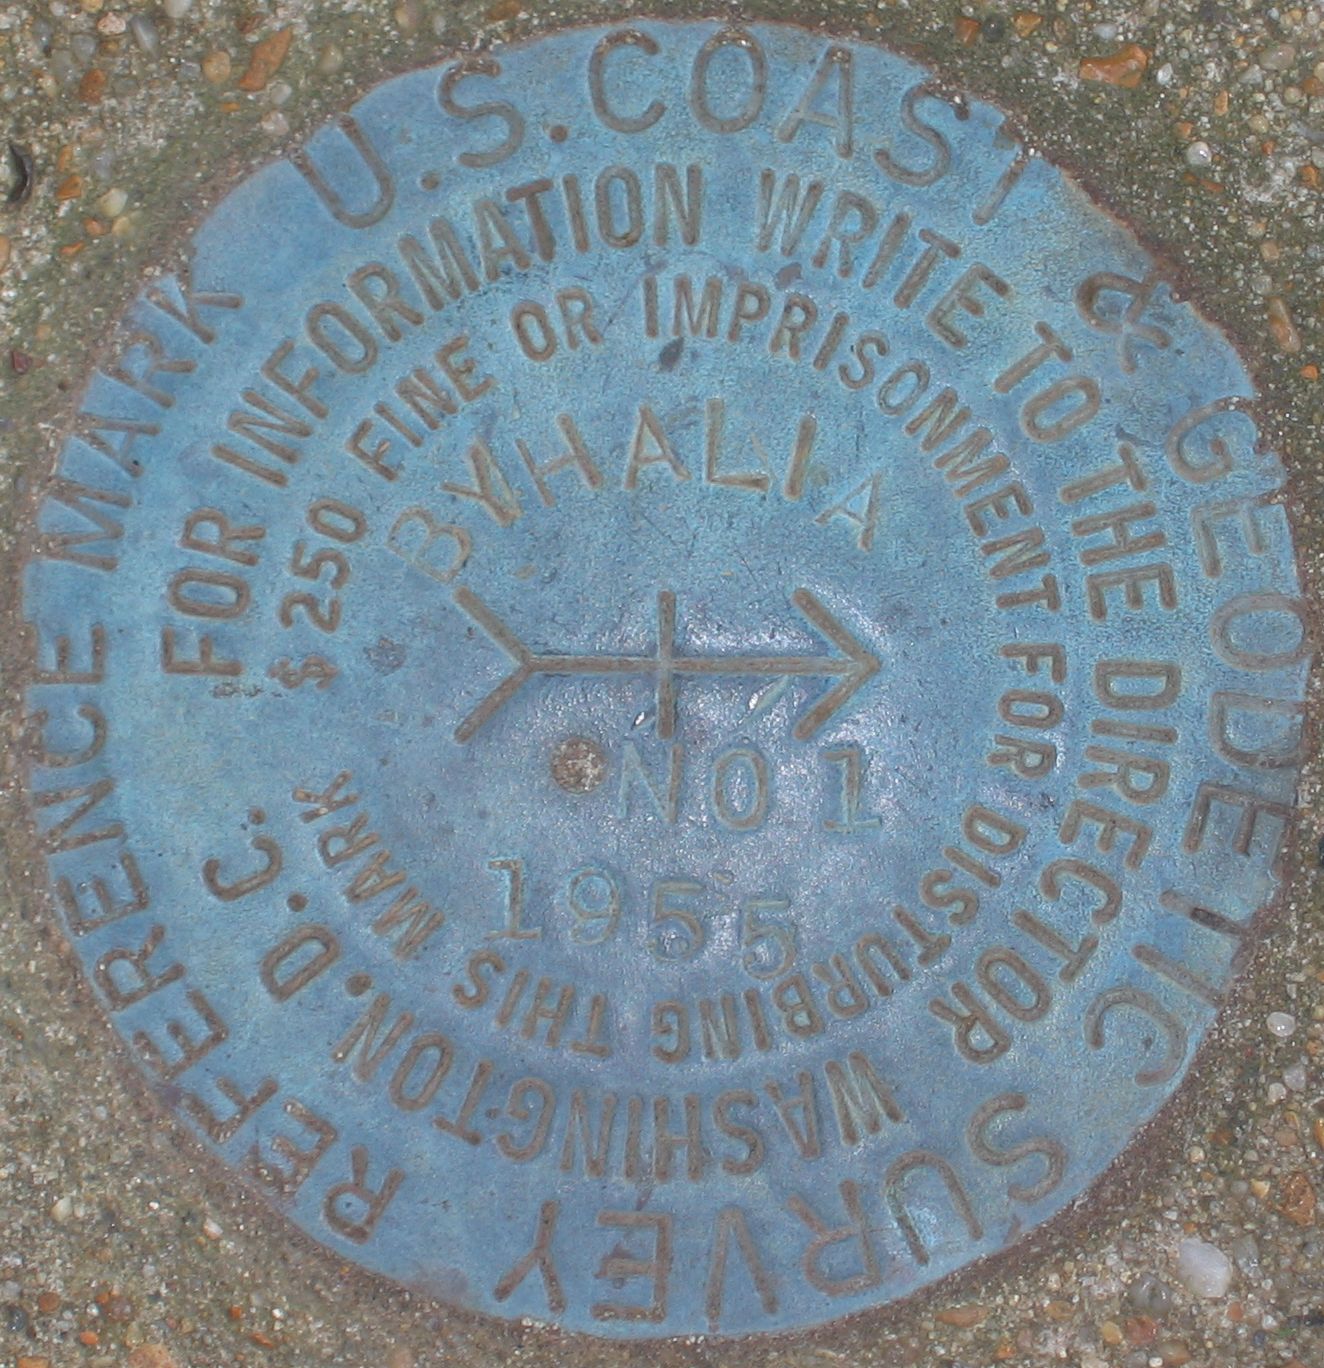 U.S. COAST & GEODETIC SURVEY
REFERENCE MARK
FOR INFORMATION WRITE TO THE DIRECTOR
WASHINGTON, D.C.
$250 FINE OR IMPRISONMENT FOR DISTURBING THIS MARK
BYHALIA
NO 1
1955